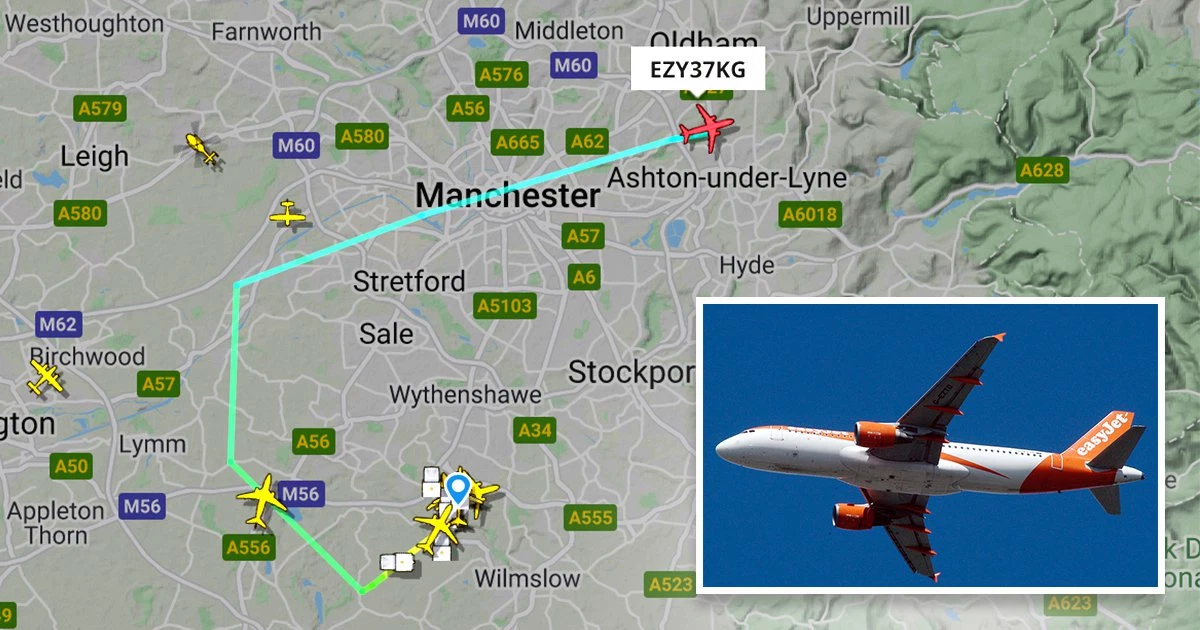 Westhoughton
Farnworth
M60
Middleton
Uppermill
Oldham
EZY37KG
M60
A576
A579
A56
M60
A580
A665
A62
Leigh
Ashton-under-Lyne
A628
Manchester
A580
A6018
A57
Hyde
Stretford
A6
A5103
M62
Sale
Birchwood
A57
Stockpor
Wythenshawe
gton
Lymm
A56
A34
easyJet
A50
M56
M56
Appleton
Thorn
A555
A556
Wilmslow
A523
A623